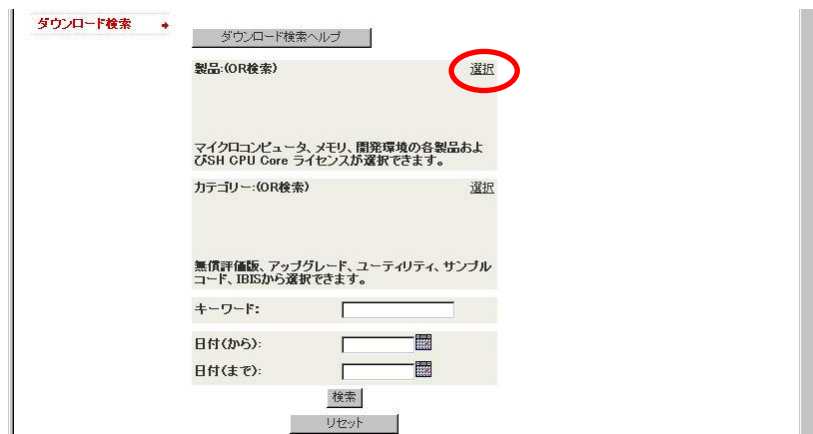 ダウンロード検索
ダウンロード検索ヘルプ
製品:(OR検索) 選択
マイクロコンピュータ、メモリ、開発環境の各製品およ
びSH CPU Core ライセンスが選択できます。
カテゴリー:(OR検索) 選択
無償評価版、アップグレード、ユーティリティ、サンプル
コード、IBISから選択できます。
キーワード:
日付(から):
日付(まで):
検索
リセット